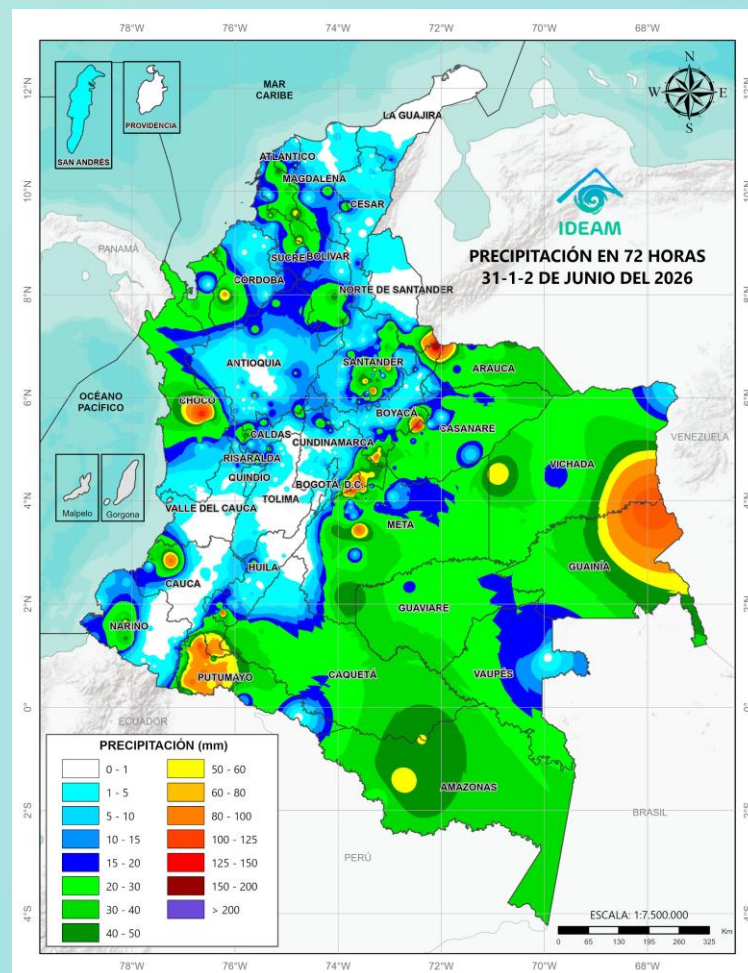 78°W
76°W
74°W
72°W
70°W
68°W
12°N
10°N
8°N
6°N
4°N
2°N
0°
2°S
4°S
N
W
E
S
SAN ANDRÉS
PROVIDENCIA
MAR
CARIBE
LA GUAJIRA
ATLÁNTICO
MAGDALENA
CESAR
IDEAM
PRECIPITACIÓN EN 72 HORAS
31-1-2 DE JUNIO DEL 2026
PANAMÁ
SUCRE
BOLÍVAR
CÓRDOBA
NORTE DE SANTANDER
ANTIOQUIA
SANTANDER
ARAUCA
OCÉANO
PACÍFICO
CHOCÓ
BOYACÁ
CASANARE
CALDAS
CUNDINAMARCA
VENEZUELA
RISARALDA
VICHADA
QUINDÍO
BOGOTÁ, D.C.
TOLIMA
Malpelo
Gorgona
VALLE DEL CAUCA
META
HUILA
GUAINÍA
CAUCA
GUAVIARE
NARIÑO
PUTUMAYO
CAQUETÁ
VAUPÉS
ECUADOR
AMAZONAS
BRASIL
PERÚ
PRECIPITACIÓN (mm)
0 - 1
1 - 5
5 - 10
10 - 15
15 - 20
20 - 30
30 - 40
40 - 50
50 - 60
60 - 80
80 - 100
100 - 125
125 - 150
150 - 200
> 200
ESCALA: 1:7.500.000
0 65 130 195 260 325 Km
78°W
76°W
74°W
72°W
70°W
68°W